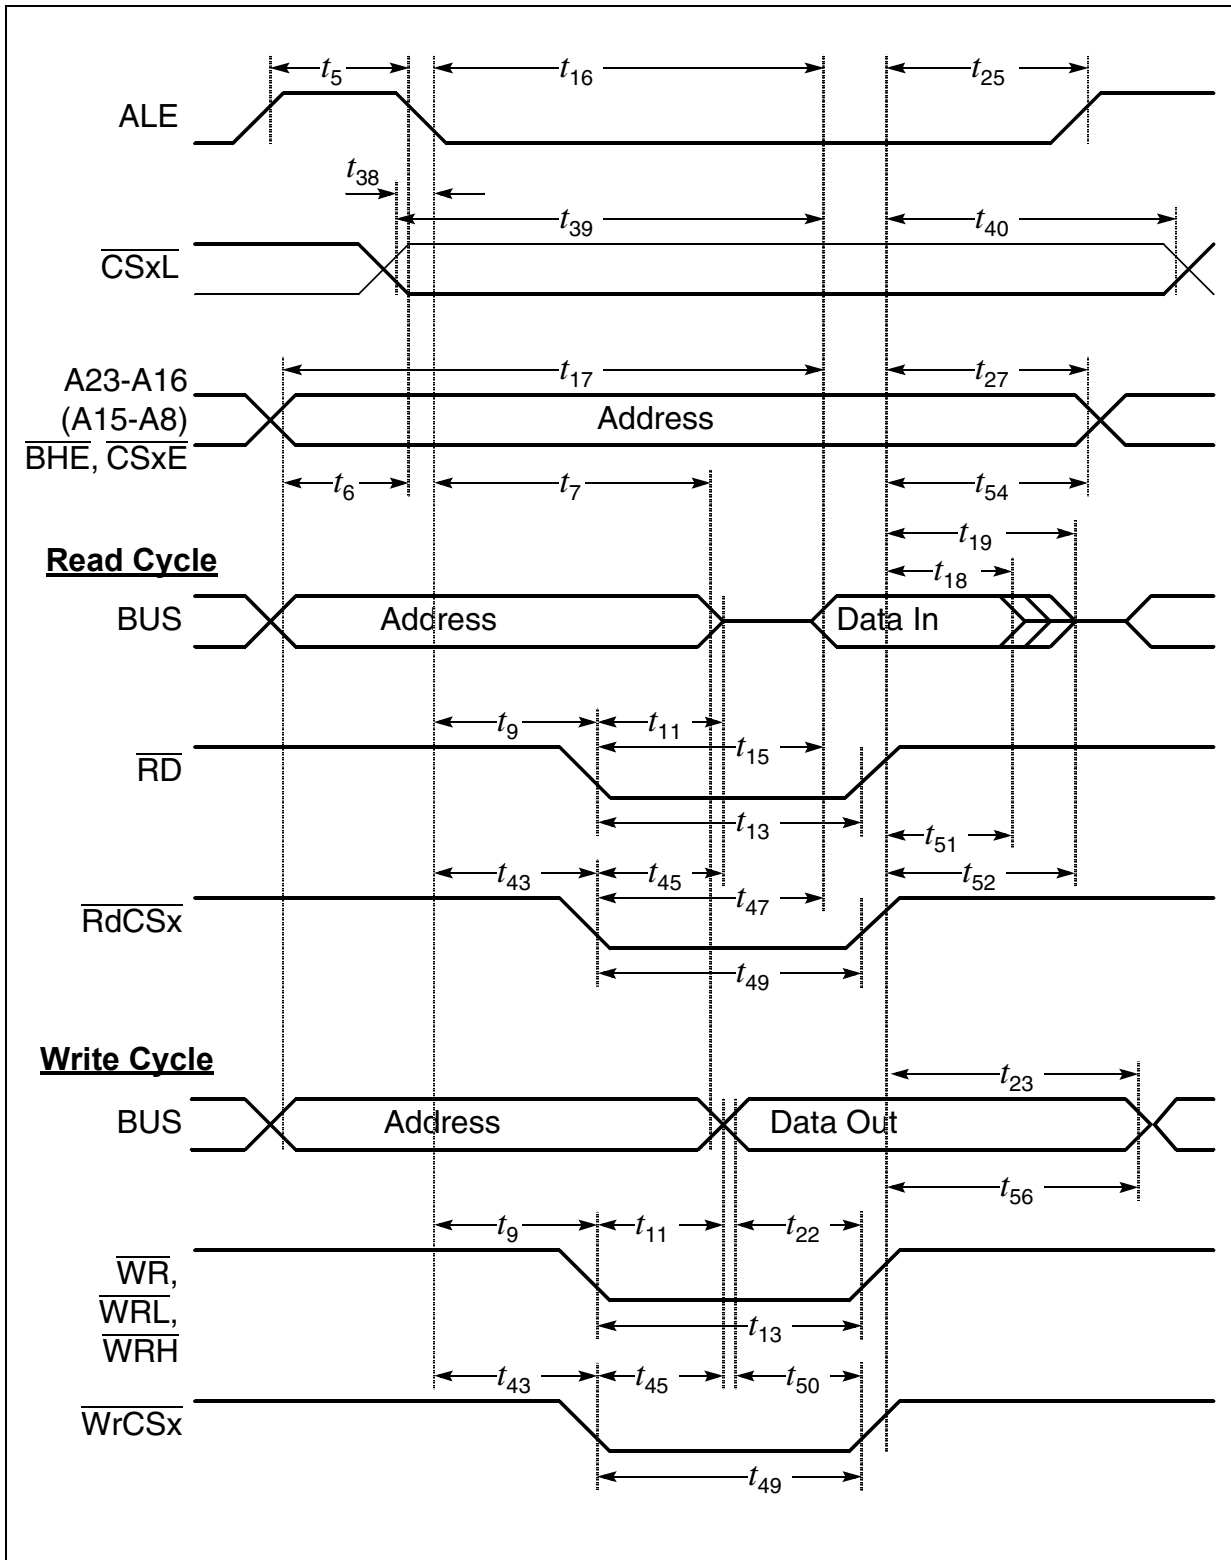 t5 t16 t25
ALE
t38
t39 t40
CSxL
A23-A16
(A15-A8)
BHE, CSxE
t17 t27
Address
t6 t7 t54
t19
Read Cycle
t18
BUS Address Data In
t9 t11
t15
RD
t13 t51
t43 t45 t52
t47
RdCSx
t49
Write Cycle
t23
BUS Address Data Out
t56
t9 t11 t22
WR,
WRL,
WRH
t13
t43 t45 t50
WrCSx
t49